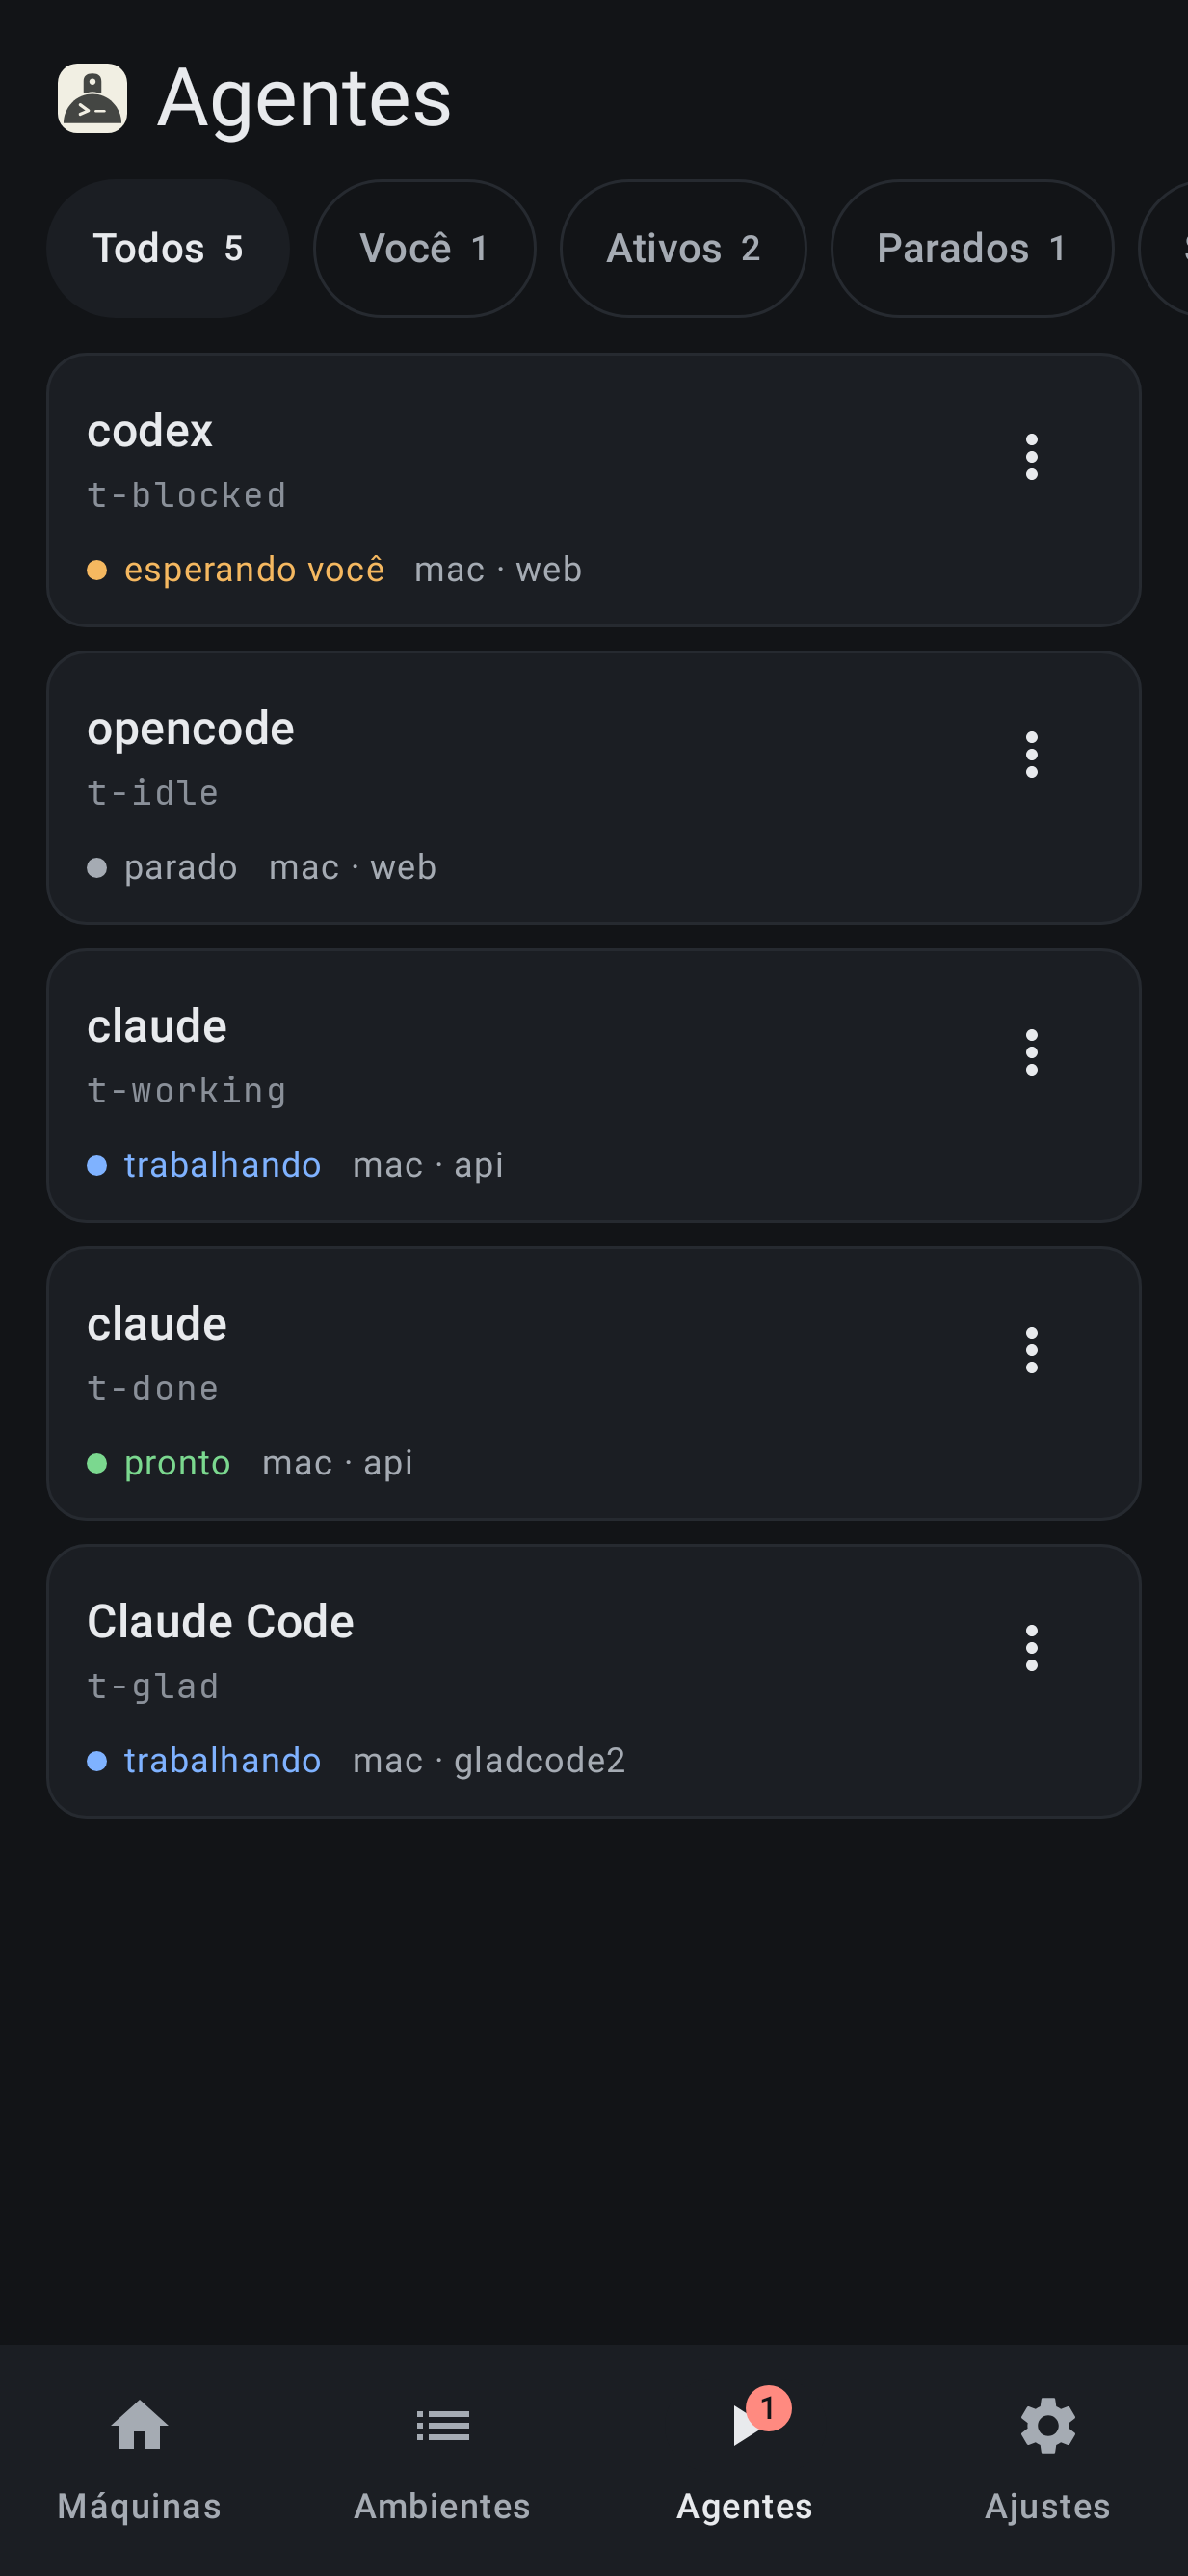 Agentes
Todos 5 Você 1 Ativos 2 Parados 1
codex
t-blocked
esperando você mac · web
opencode
t-idle
parado mac · web
claude
t-working
trabalhando mac · api
claude
t-done
pronto mac · api
Claude Code
t-glad
trabalhando mac · gladcode2
1
Máquinas Ambientes Agentes Ajustes